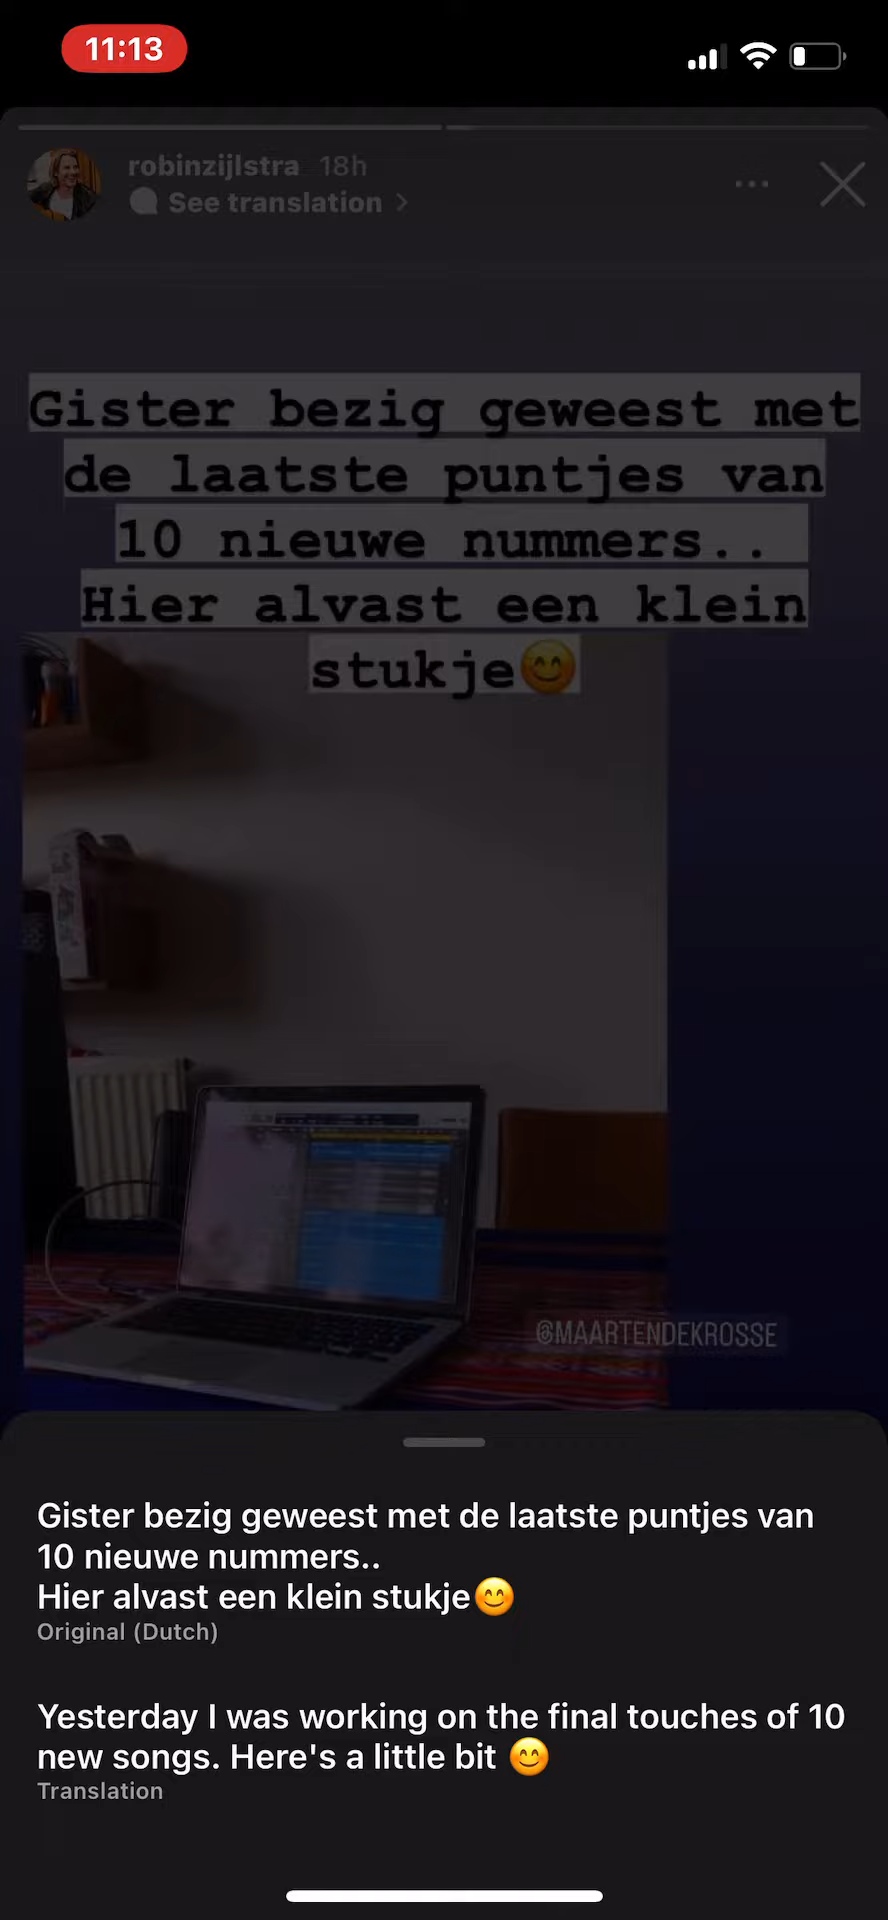 11:13
robinzijlstra 18h
See translation
Gister bezig geweest met
de laatste puntjes van
10 nieuwe nummers..
Hier alvast een klein
stukje😊
@MAARTENDEKROSSE
Gister bezig geweest met de laatste puntjes van
10 nieuwe nummers..
Hier alvast een klein stukje😊
Original (Dutch)
Yesterday I was working on the final touches of 10
new songs. Here's a little bit 😊
Translation